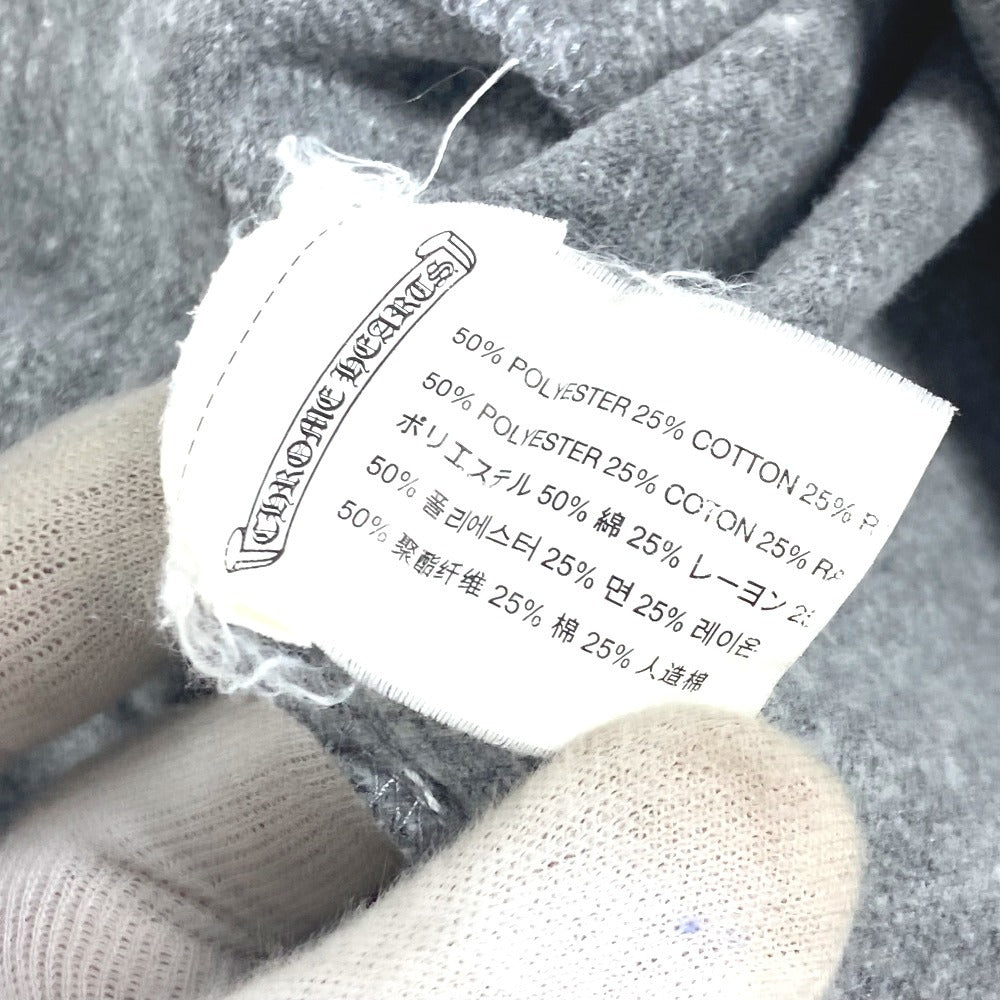 CHROME HEARTS
50% POLYESTER 25% COTTON 25%
50% POLYESTER 25% COTON 25%
ポリエステル 50% 綿 25% レーヨン
50% 폴리에스터 25% 면 25% 레이온
50% 聚酯纤维 25% 棉 25% 人造棉